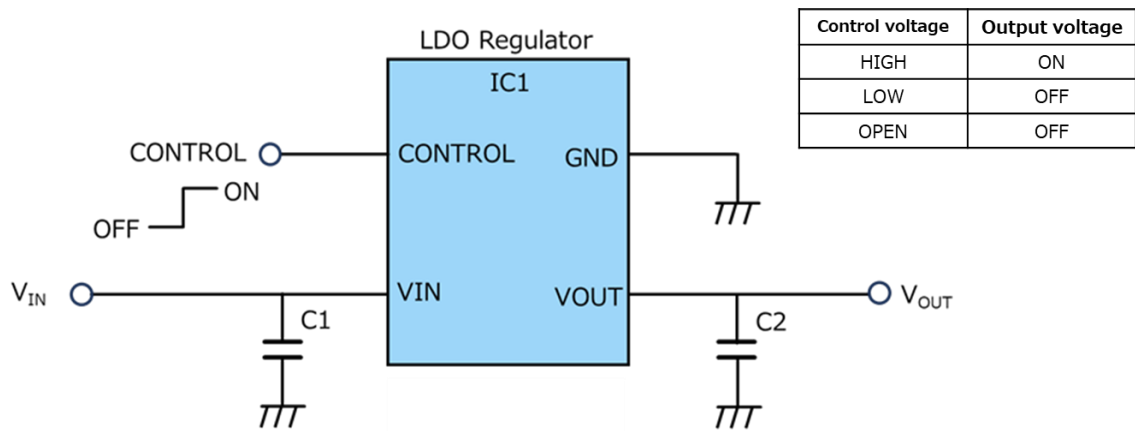 LDO Regulator
IC1
CONTROL
CONTROL
GND
ON
OFF
VIN
VIN
VOUT
VOUT
C1
C2
Control voltage Output voltage
HIGH ON
LOW OFF
OPEN OFF